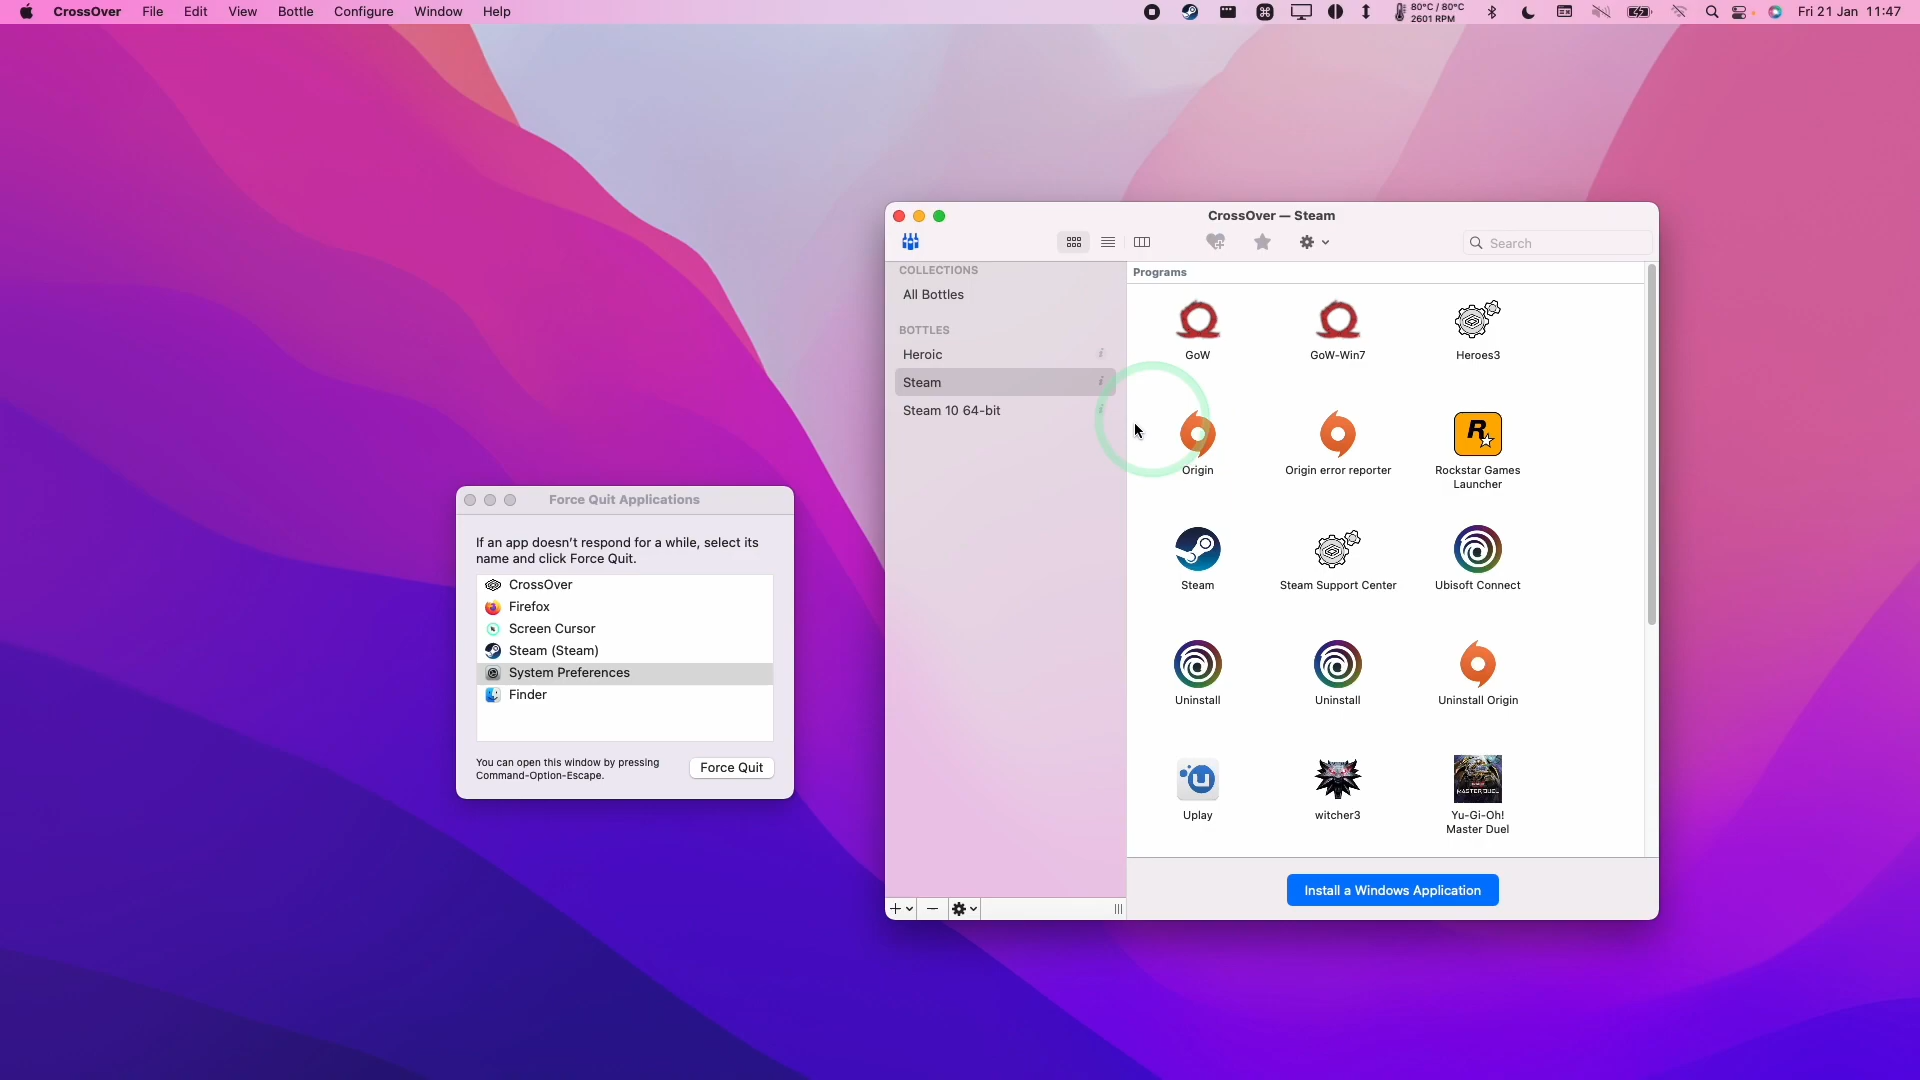 CrossOver File Edit View Bottle Configure Window Help
80°C / 80°C
2601 RPM
Fri 21 Jan 11:47
CrossOver — Steam
Search
COLLECTIONS
All Bottles
BOTTLES
Heroic
Steam
Steam 10 64-bit
Programs
GoW
GoW-Win7
Heroes3
Origin
Origin error reporter
Rockstar Games
Launcher
Steam
Steam Support Center
Ubisoft Connect
Uninstall
Uninstall
Uninstall Origin
Uplay
witcher3
MASTER DUEL
Yu-Gi-Oh!
Master Duel
Install a Windows Application
Force Quit Applications
If an app doesn't respond for a while, select its
name and click Force Quit.
CrossOver
Firefox
Screen Cursor
Steam (Steam)
System Preferences
Finder
You can open this window by pressing
Command-Option-Escape.
Force Quit